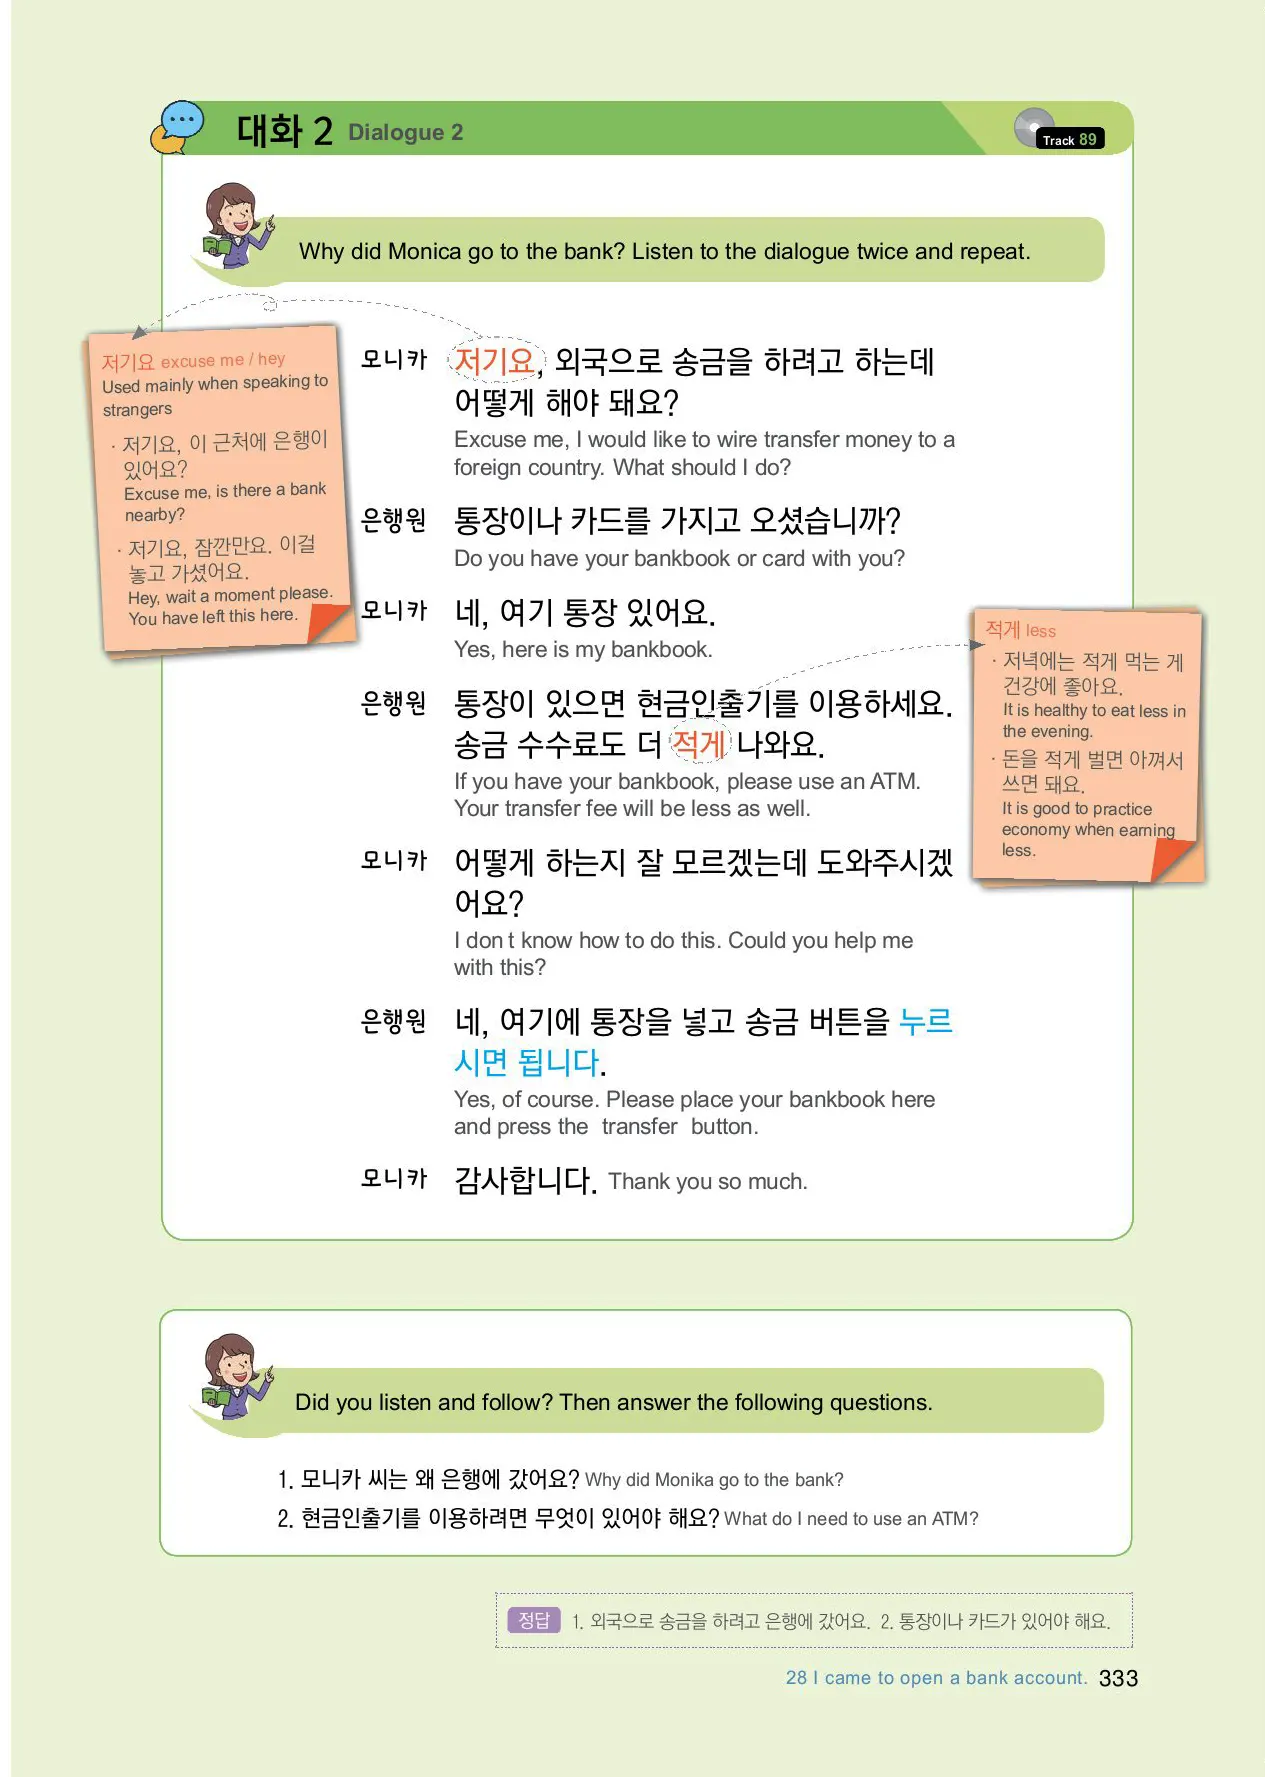 대화 2 Dialogue 2
Track 89
Why did Monica go to the bank? Listen to the dialogue twice and repeat.
저기요 excuse me / hey
Used mainly when speaking to
strangers
· 저기요, 이 근처에 은행이
있어요?
Excuse me, is there a bank
nearby?
· 저기요, 잠깐만요. 이걸
놓고 가셨어요.
Hey, wait a moment please.
You have left this here.
모니카 저기요, 외국으로 송금을 하려고 하는데
어떻게 해야 돼요?
Excuse me, I would like to wire transfer money to a
foreign country. What should I do?
은행원 통장이나 카드를 가지고 오셨습니까?
Do you have your bankbook or card with you?
모니카 네, 여기 통장 있어요.
Yes, here is my bankbook.
은행원 통장이 있으면 현금인출기를 이용하세요.
송금 수수료도 더 적게 나와요.
If you have your bankbook, please use an ATM.
Your transfer fee will be less as well.
적게 less
· 저녁에는 적게 먹는 게
건강에 좋아요.
It is healthy to eat less in
the evening.
· 돈을 적게 벌면 아껴서
쓰면 돼요.
It is good to practice
economy when earning
less.
모니카 어떻게 하는지 잘 모르겠는데 도와주시겠
어요?
I don t know how to do this. Could you help me
with this?
은행원 네, 여기에 통장을 넣고 송금 버튼을 누르
시면 됩니다.
Yes, of course. Please place your bankbook here
and press the transfer button.
모니카 감사합니다. Thank you so much.
Did you listen and follow? Then answer the following questions.
1. 모니카 씨는 왜 은행에 갔어요? Why did Monika go to the bank?
2. 현금인출기를 이용하려면 무엇이 있어야 해요? What do I need to use an ATM?
정답 1. 외국으로 송금을 하려고 은행에 갔어요. 2. 통장이나 카드가 있어야 해요.
28 I came to open a bank account. 333